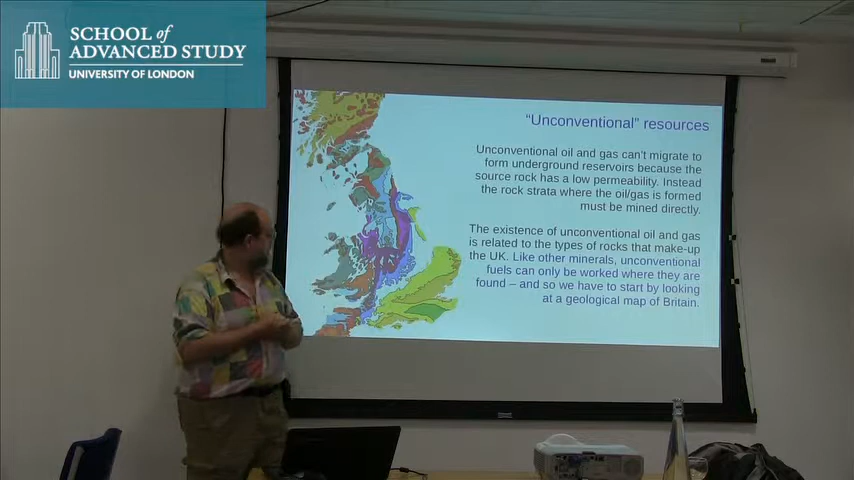 SCHOOL of
ADVANCED STUDY
UNIVERSITY OF LONDON
“Unconventional” resources
Unconventional oil and gas can't migrate to
form underground reservoirs because the
source rock has a low permeability. Instead
the rock strata where the oil/gas is formed
must be mined directly.
The existence of unconventional oil and gas
is related to the types of rocks that make-up
the UK. Like other minerals, unconventional
fuels can only be worked where they are
found – and so we have to start by looking
at a geological map of Britain.